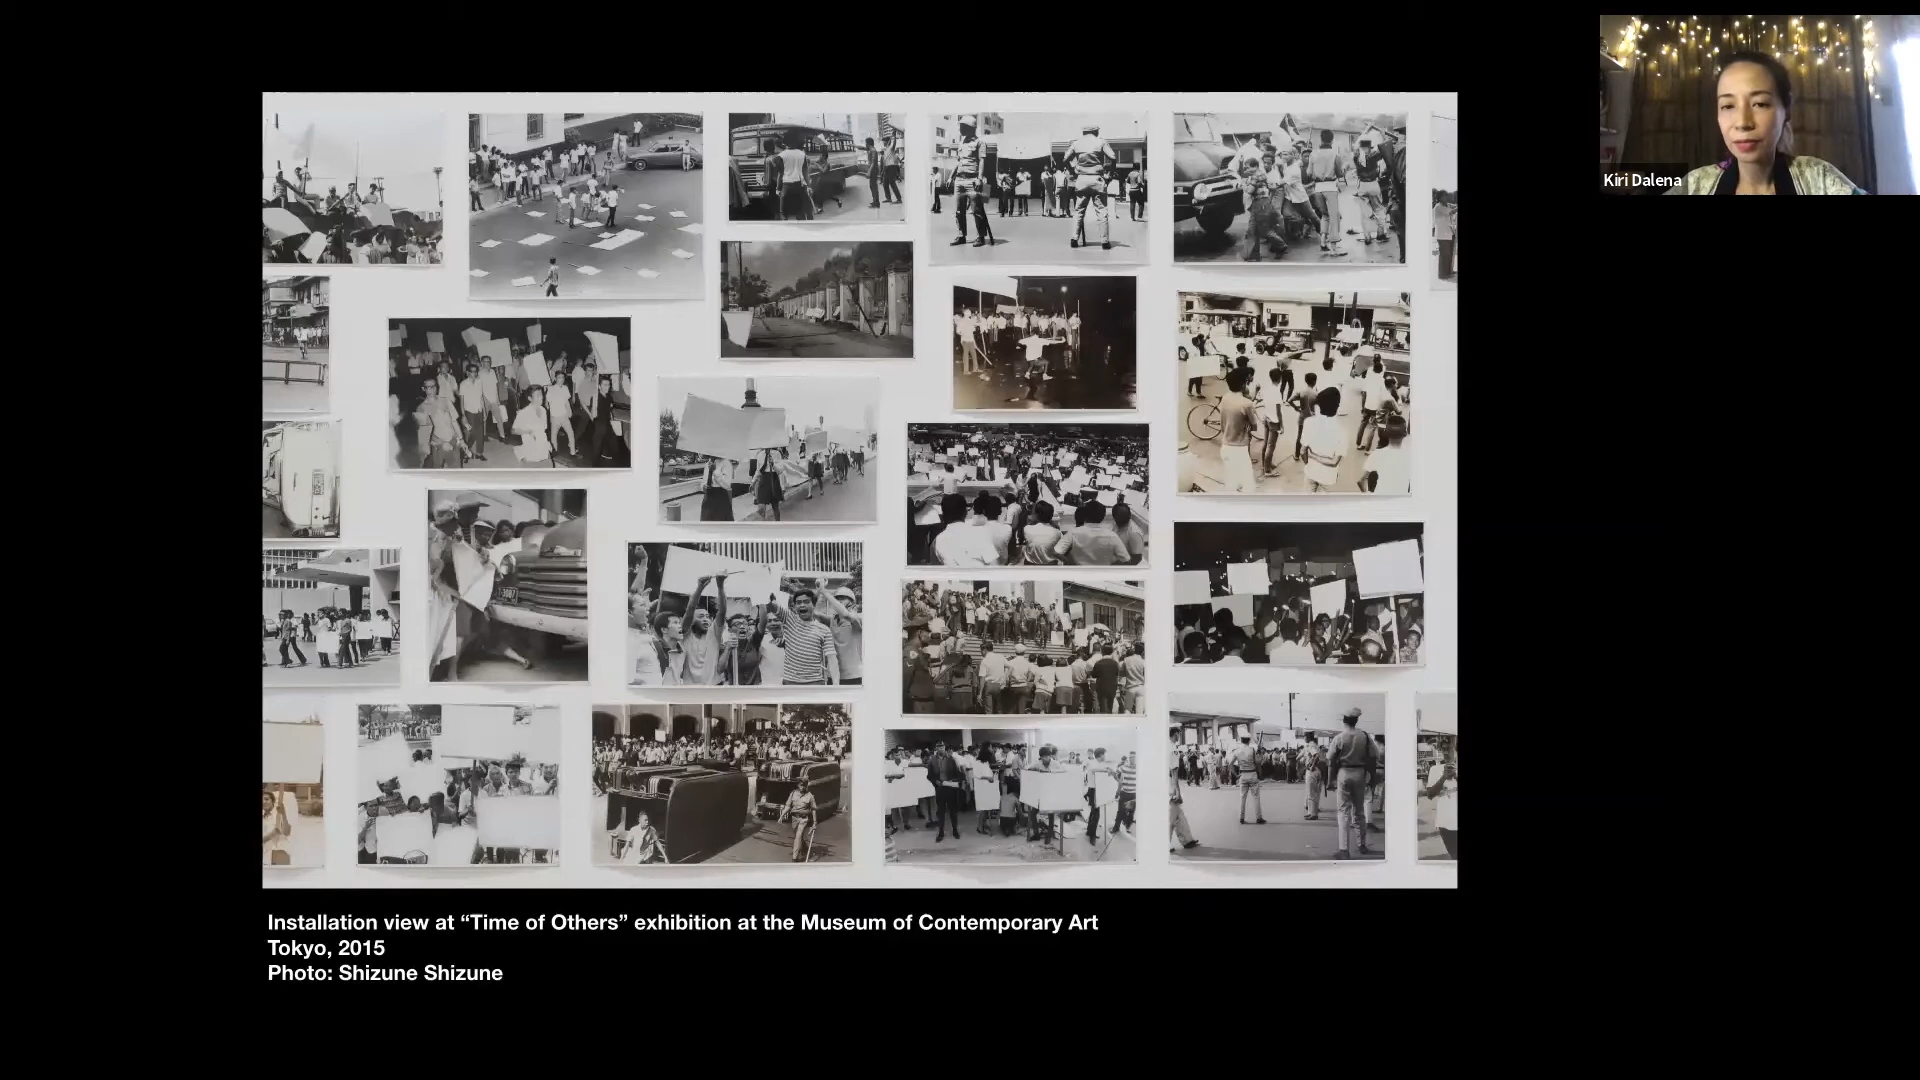 Kiri Dalena
Installation view at “Time of Others” exhibition at the Museum of Contemporary Art
Tokyo, 2015
Photo: Shizune Shizune